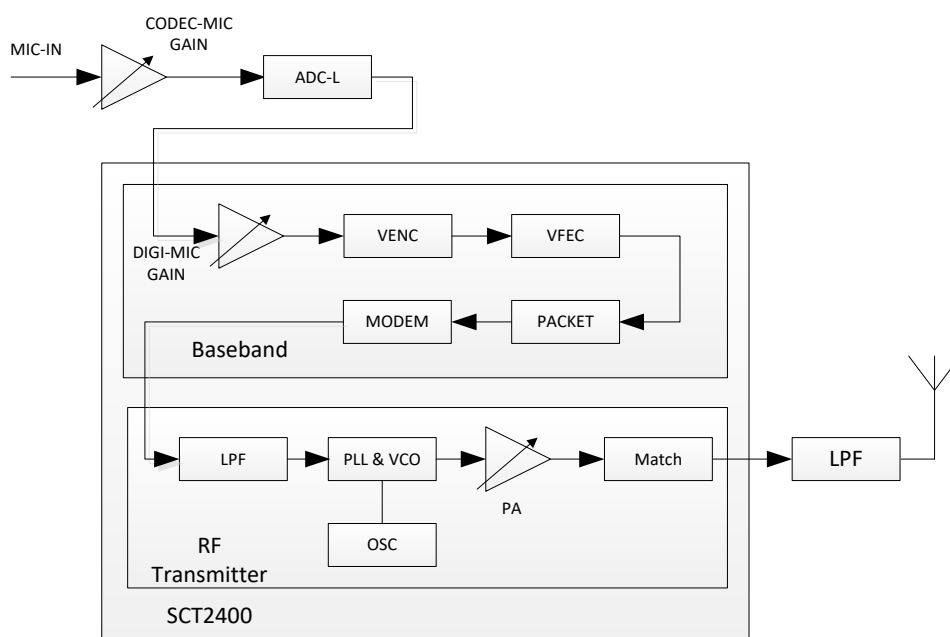 CODEC-MIC
GAIN
MIC-IN
ADC-L
DIGI-MIC
GAIN
VENC
VFEC
MODEM
PACKET
Baseband
LPF
PLL & VCO
PA
Match
LPF
OSC
RF
Transmitter
SCT2400